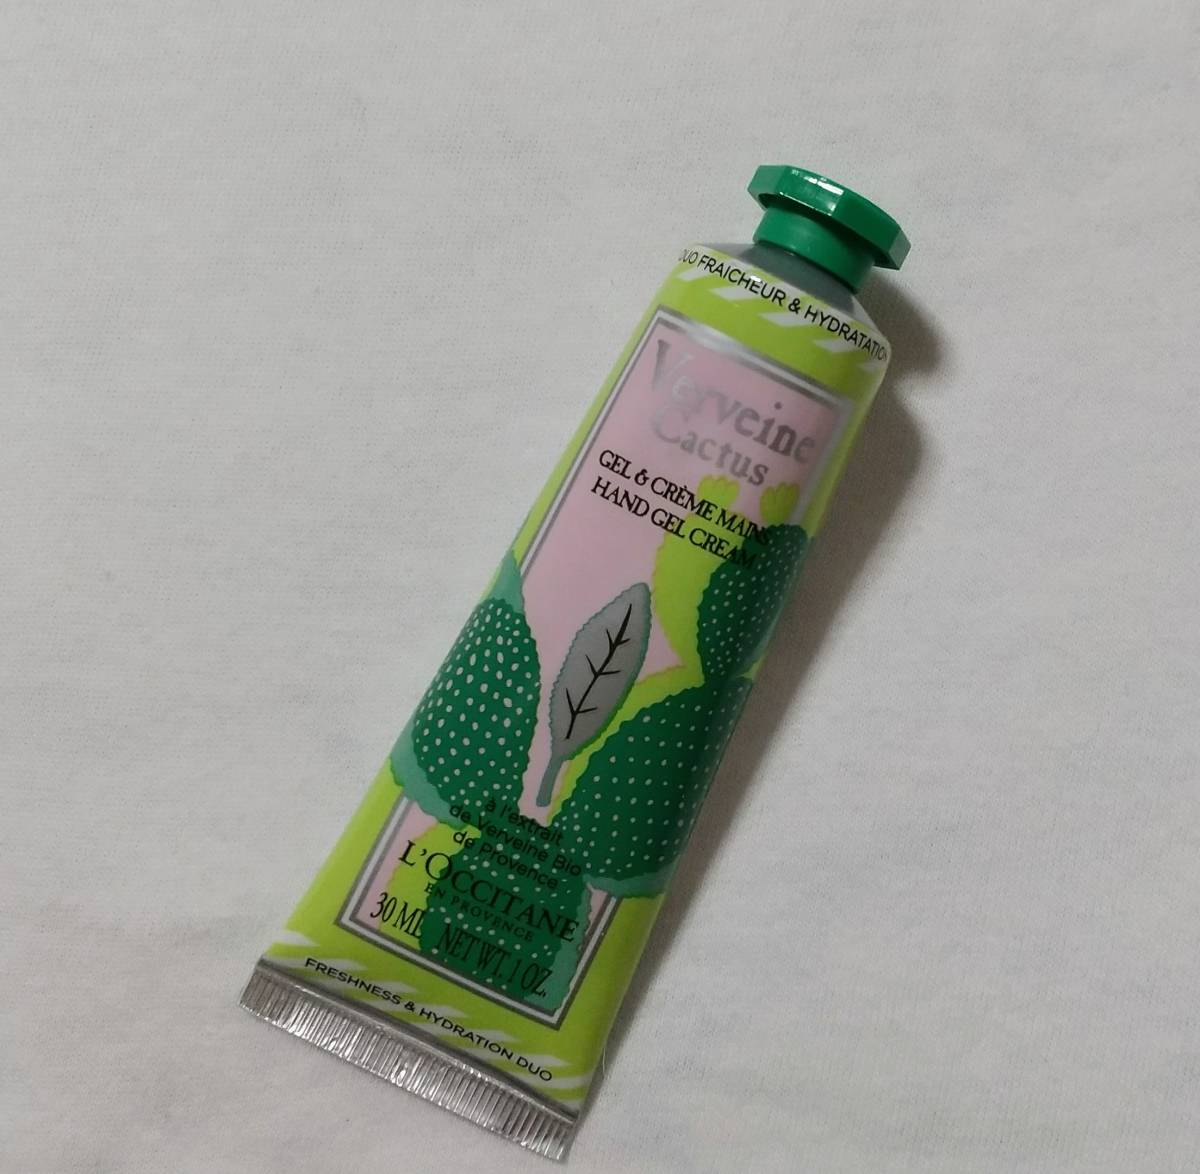 DUO FRAICHEUR & HYDRATATION
Verveine
Cactus
GEL & CRÈME MAINS
HAND GEL CREAM
à l'extrait
de Verveine Bio
de Provence
L'OCCITANE
EN PROVENCE
30 ML NET WT. 1 OZ.
FRESHNESS & HYDRATION DUO